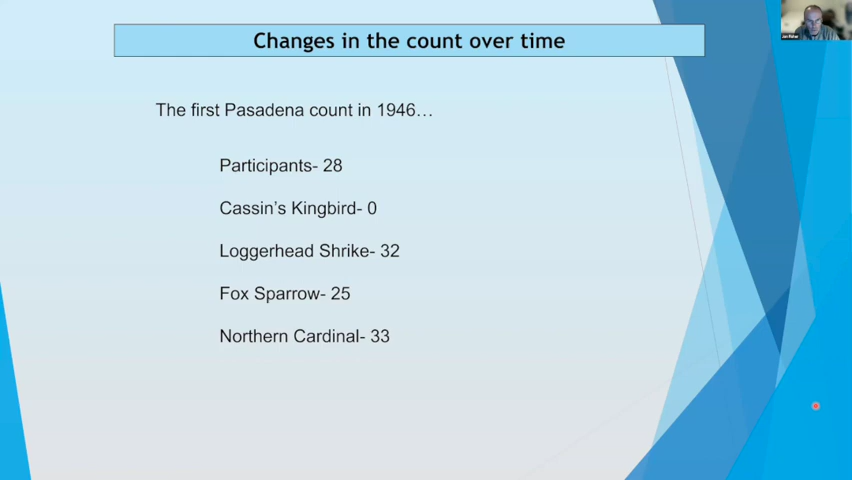 Changes in the count over time
The first Pasadena count in 1946…
Participants- 28
Cassin's Kingbird- 0
Loggerhead Shrike- 32
Fox Sparrow- 25
Northern Cardinal- 33